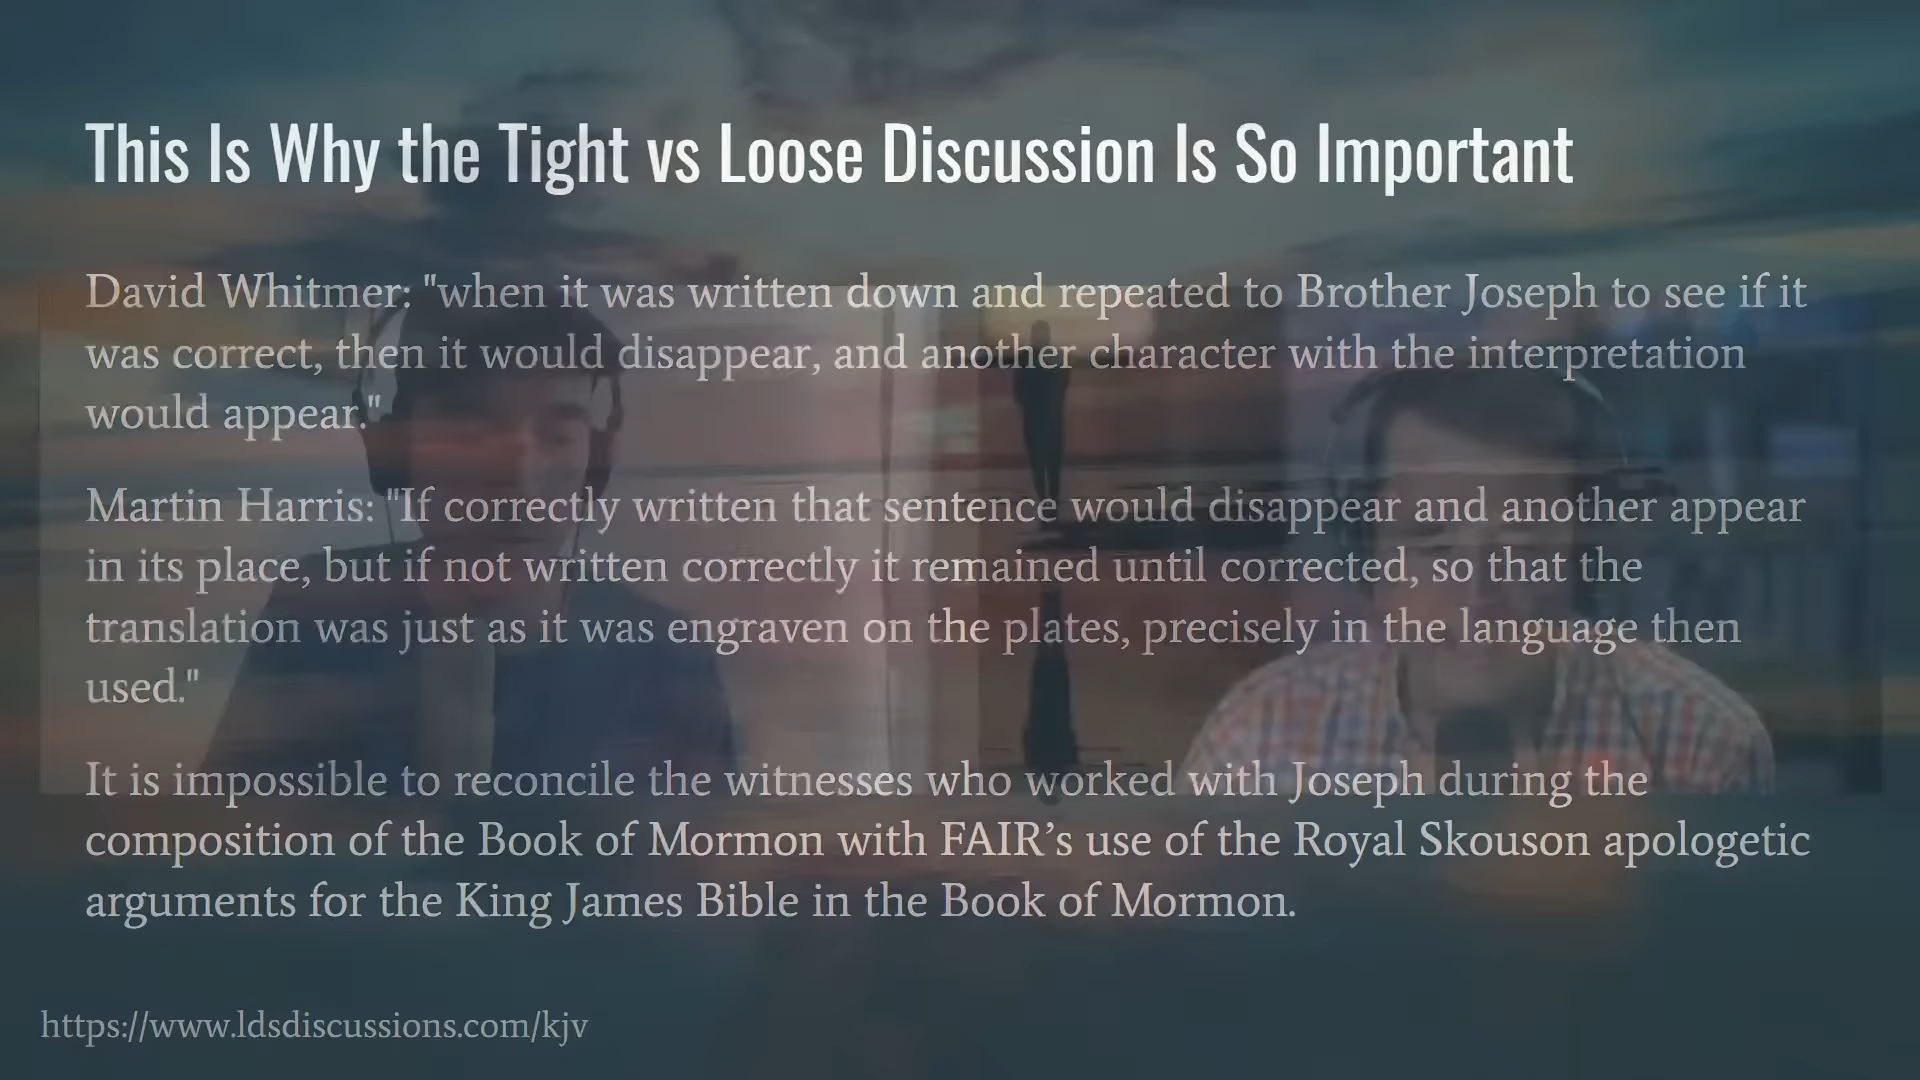 This Is Why the Tight vs Loose Discussion Is So Important
David Whitmer: "when it was written down and repeated to Brother Joseph to see if it
was correct, then it would disappear, and another character with the interpretation
would appear."
Martin Harris: "If correctly written that sentence would disappear and another appear
in its place, but if not written correctly it remained until corrected, so that the
translation was just as it was engraven on the plates, precisely in the language then
used."
It is impossible to reconcile the witnesses who worked with Joseph during the
composition of the Book of Mormon with FAIR’s use of the Royal Skouson apologetic
arguments for the King James Bible in the Book of Mormon.
https://www.ldsdiscussions.com/kjv